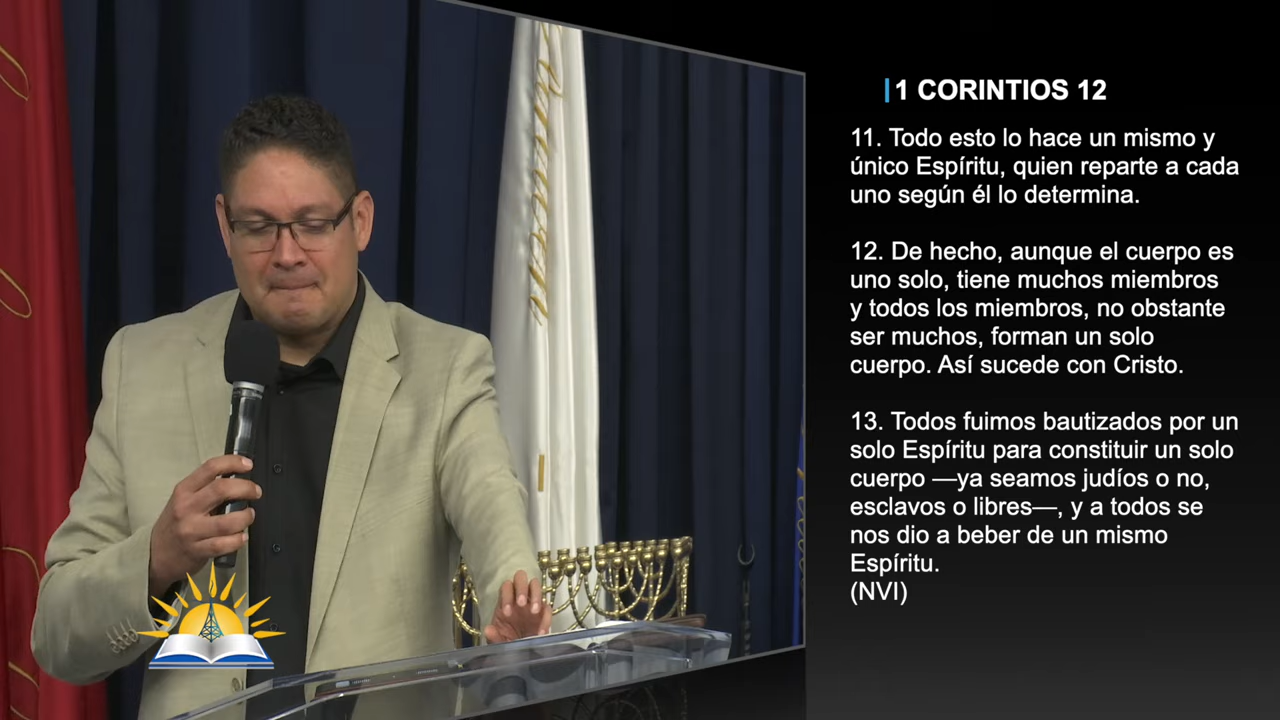 1 CORINTIOS 12
11. Todo esto lo hace un mismo y
único Espíritu, quien reparte a cada
uno según él lo determina.
12. De hecho, aunque el cuerpo es
uno solo, tiene muchos miembros
y todos los miembros, no obstante
ser muchos, forman un solo
cuerpo. Así sucede con Cristo.
13. Todos fuimos bautizados por un
solo Espíritu para constituir un solo
cuerpo —ya seamos judíos o no,
esclavos o libres—, y a todos se
nos dio a beber de un mismo
Espíritu.
(NVI)